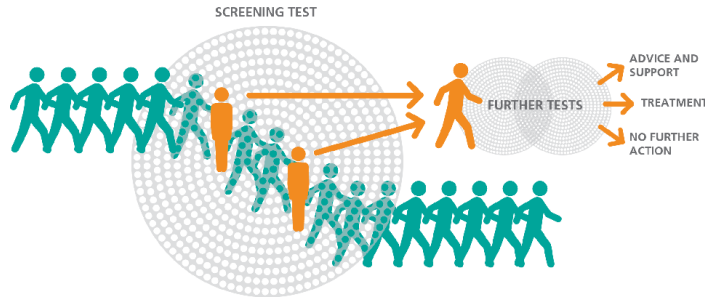 SCREENING TEST
ADVICE AND
SUPPORT
FURTHER TESTS
TREATMENT
NO FURTHER
ACTION